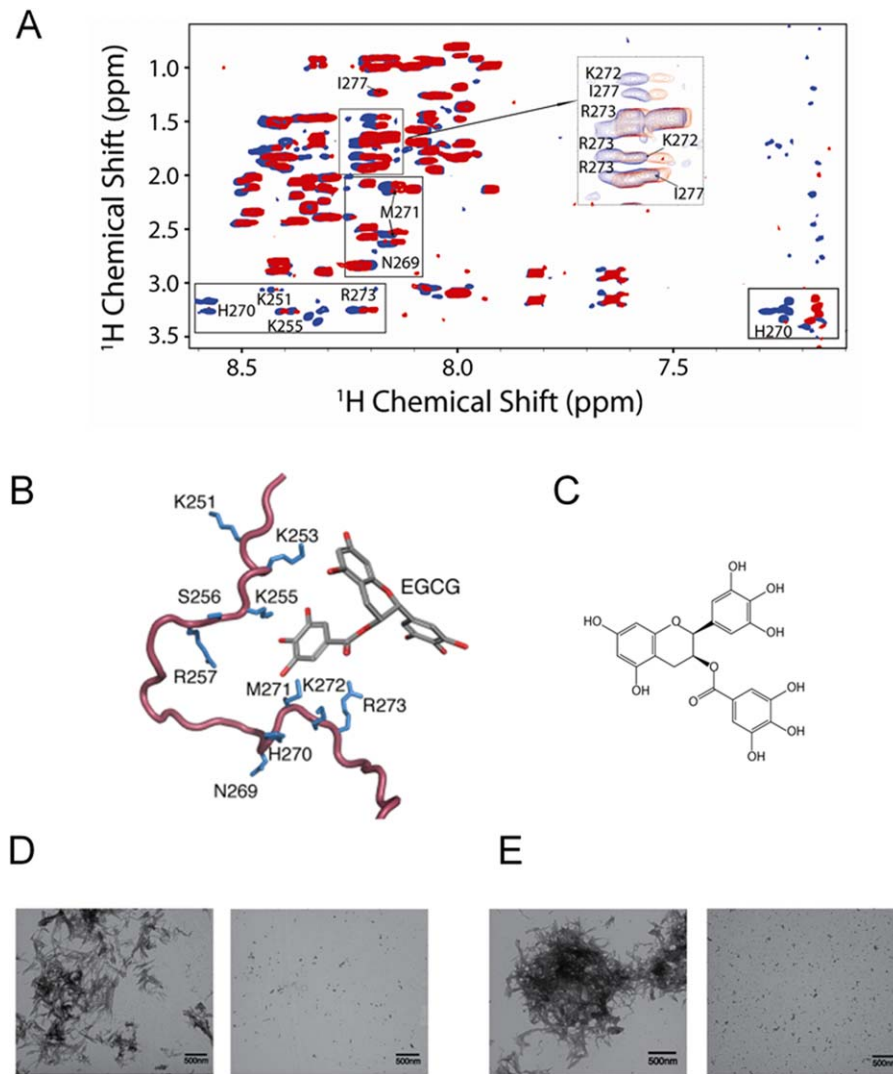 A
¹H Chemical Shift (ppm)
1.0
1.5
2.0
2.5
3.0
3.5
I277
M271
N269
K251
H270
K255
R273
H270
K272
I277
R273
R273
K272
R273
I277
8.5
8.0
7.5
¹H Chemical Shift (ppm)
B
K251
K253
EGCG
S256
K255
R257
M271
K272
R273
H270
N269
C
OH
OH
HO
OH
OH
O
O
O
OH
OH
OH
D
500nm
500nm
E
500nm
500nm